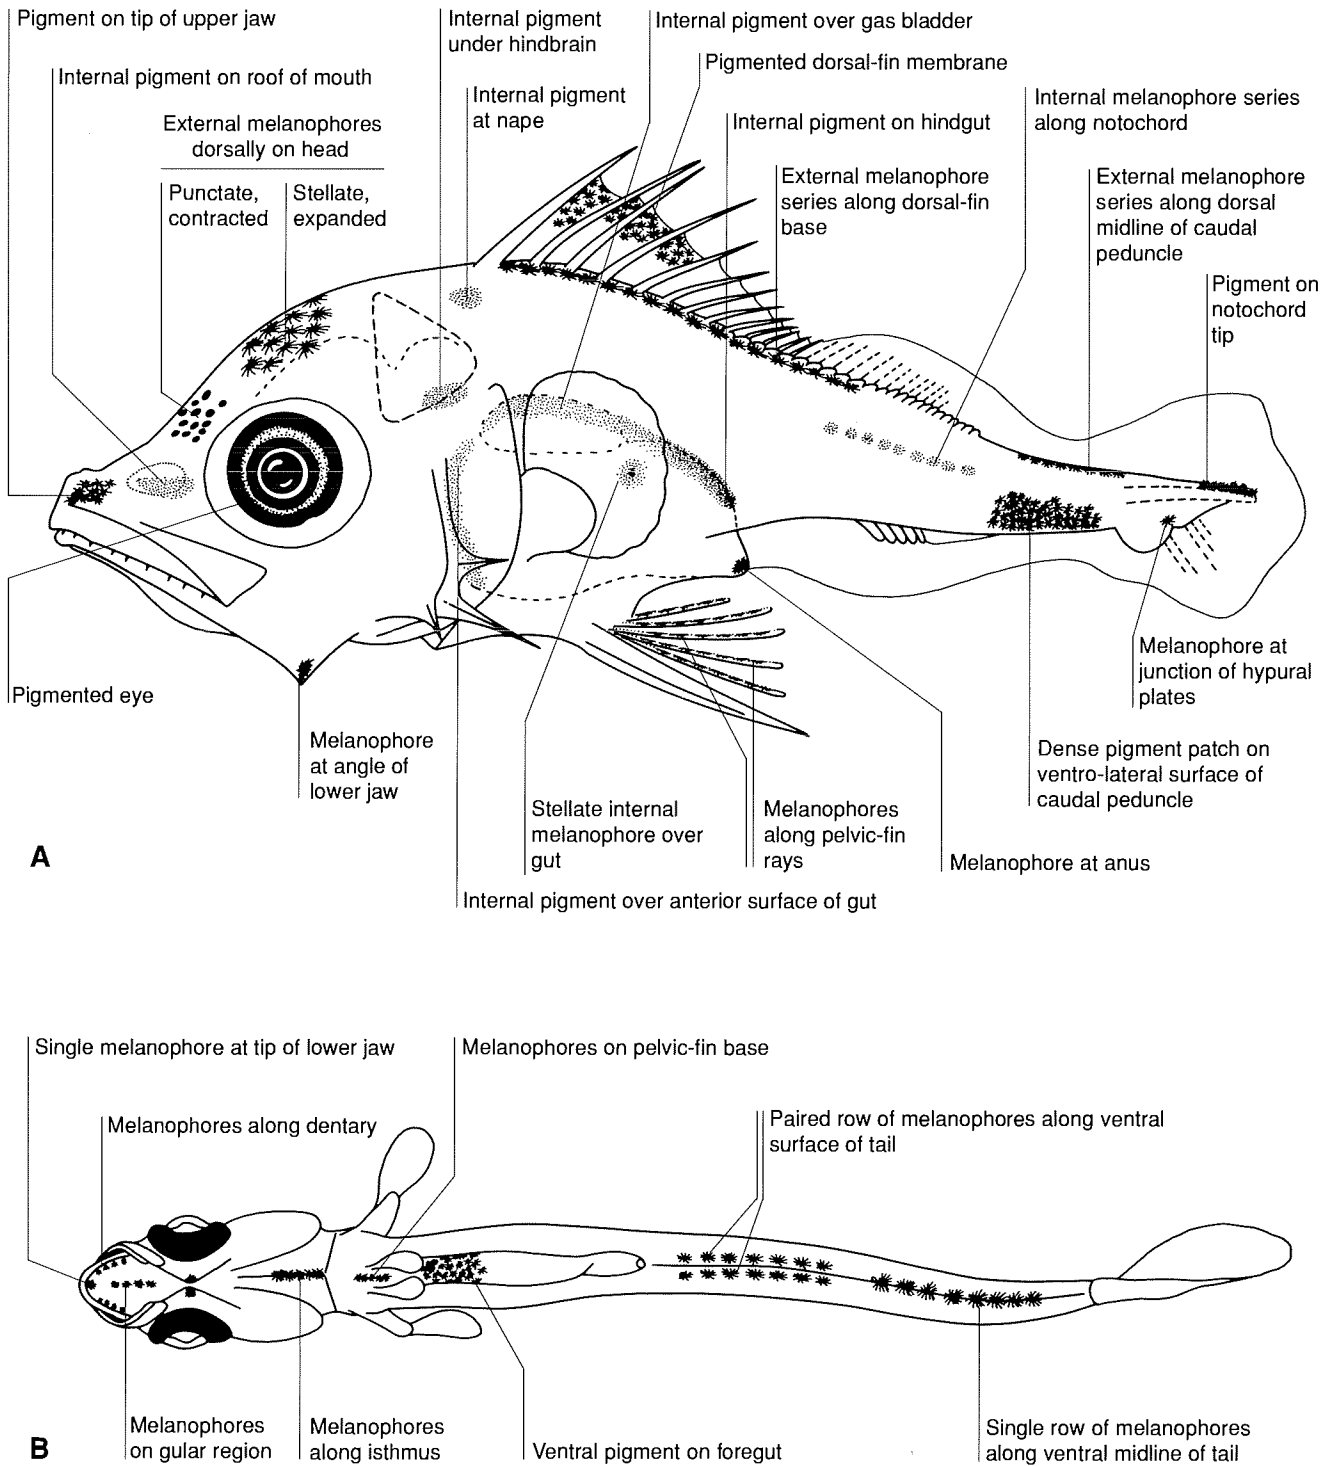 Pigment on tip of upper jaw
Internal pigment
under hindbrain
Internal pigment over gas bladder
Pigmented dorsal-fin membrane
Internal pigment on roof of mouth
Internal pigment
at nape
Internal melanophore series
along notochord
External melanophores
dorsally on head
Internal pigment on hindgut
Punctate,
contracted
Stellate,
expanded
External melanophore
series along dorsal-fin
base
External melanophore
series along dorsal
midline of caudal
peduncle
Pigment on
notochord
tip
Pigmented eye
Melanophore at
junction of hypural
plates
Melanophore
at angle of
lower jaw
Dense pigment patch on
ventro-lateral surface of
caudal peduncle
Stellate internal
melanophore over
gut
Melanophores
along pelvic-fin
rays
Melanophore at anus
A
Internal pigment over anterior surface of gut
Single melanophore at tip of lower jaw
Melanophores on pelvic-fin base
Melanophores along dentary
Paired row of melanophores along ventral
surface of tail
Melanophores
on gular region
Melanophores
along isthmus
Ventral pigment on foregut
Single row of melanophores
along ventral midline of tail
B